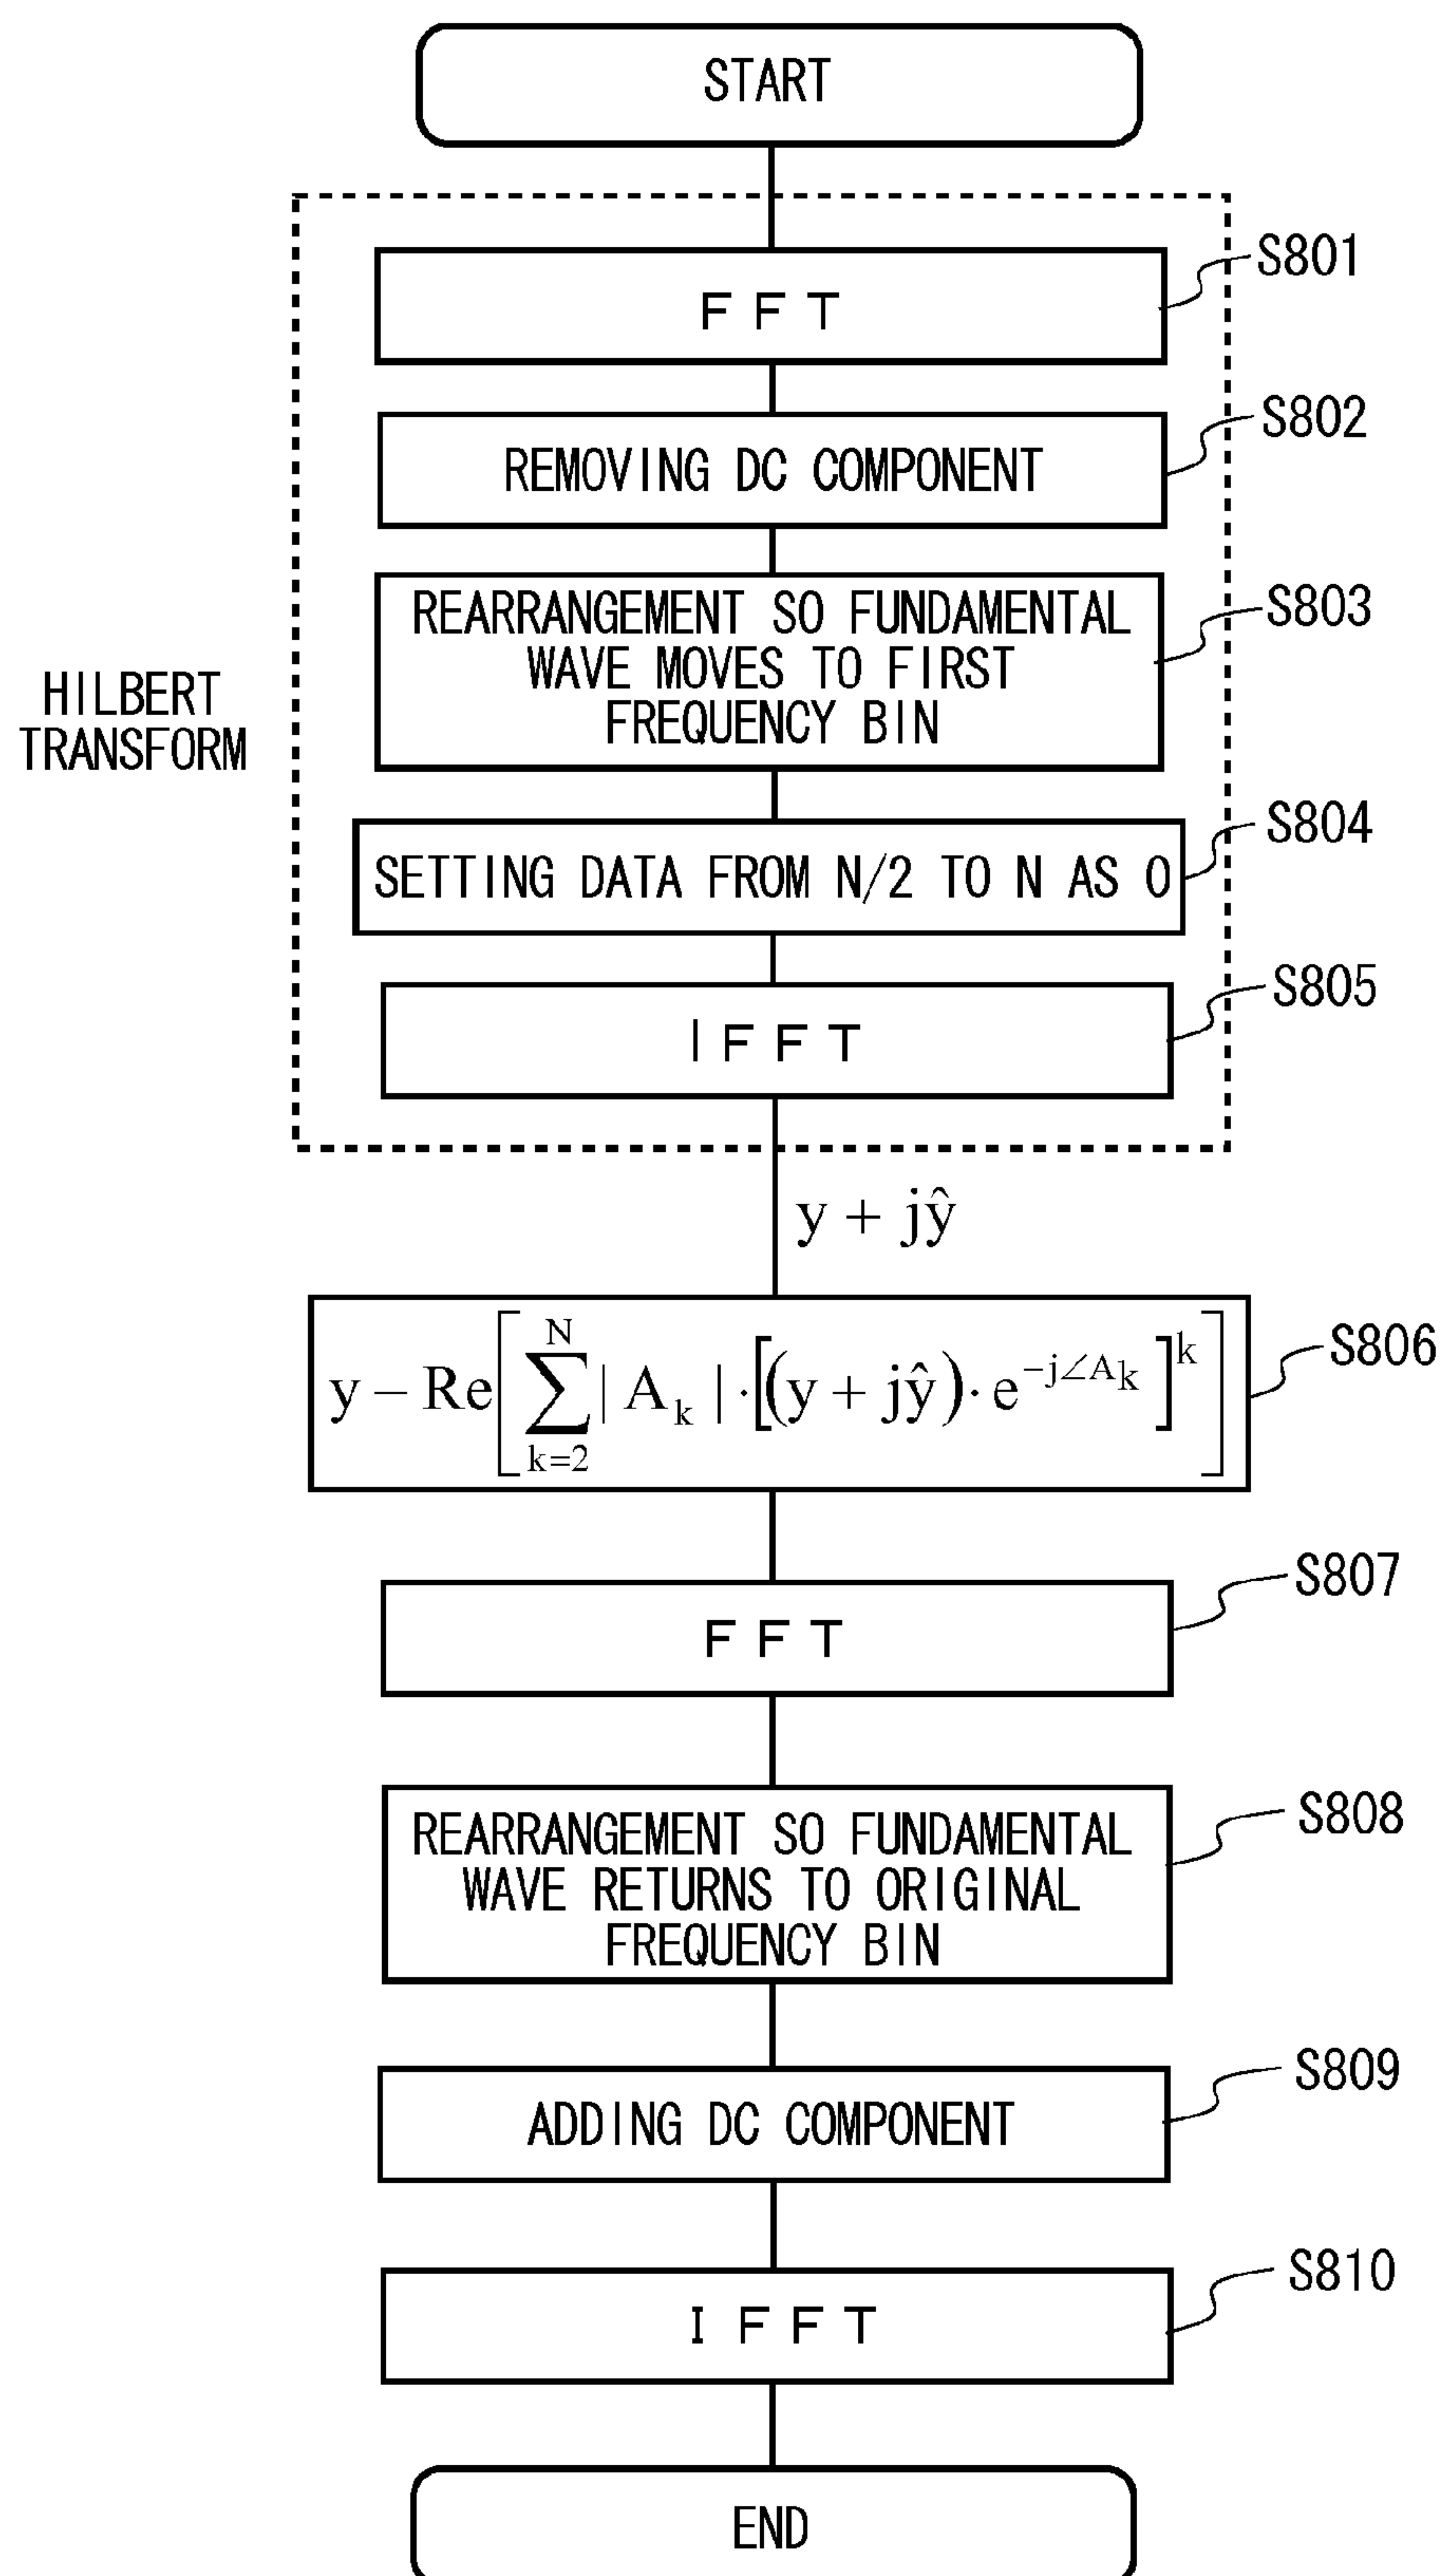 START
S801
FFT
S802
REMOVING DC COMPONENT
S803
REARRANGEMENT SO FUNDAMENTAL
WAVE MOVES TO FIRST
FREQUENCY BIN
HILBERT
TRANSFORM
S804
SETTING DATA FROM N/2 TO N AS 0
S805
IFFT
y + jŷ
S806
y − Re[ ∑_{k=2}^{N} | A_k | · [(y + jŷ) · e^{−j∠A_k}]^k ]
S807
FFT
S808
REARRANGEMENT SO FUNDAMENTAL
WAVE RETURNS TO ORIGINAL
FREQUENCY BIN
S809
ADDING DC COMPONENT
S810
IFFT
END